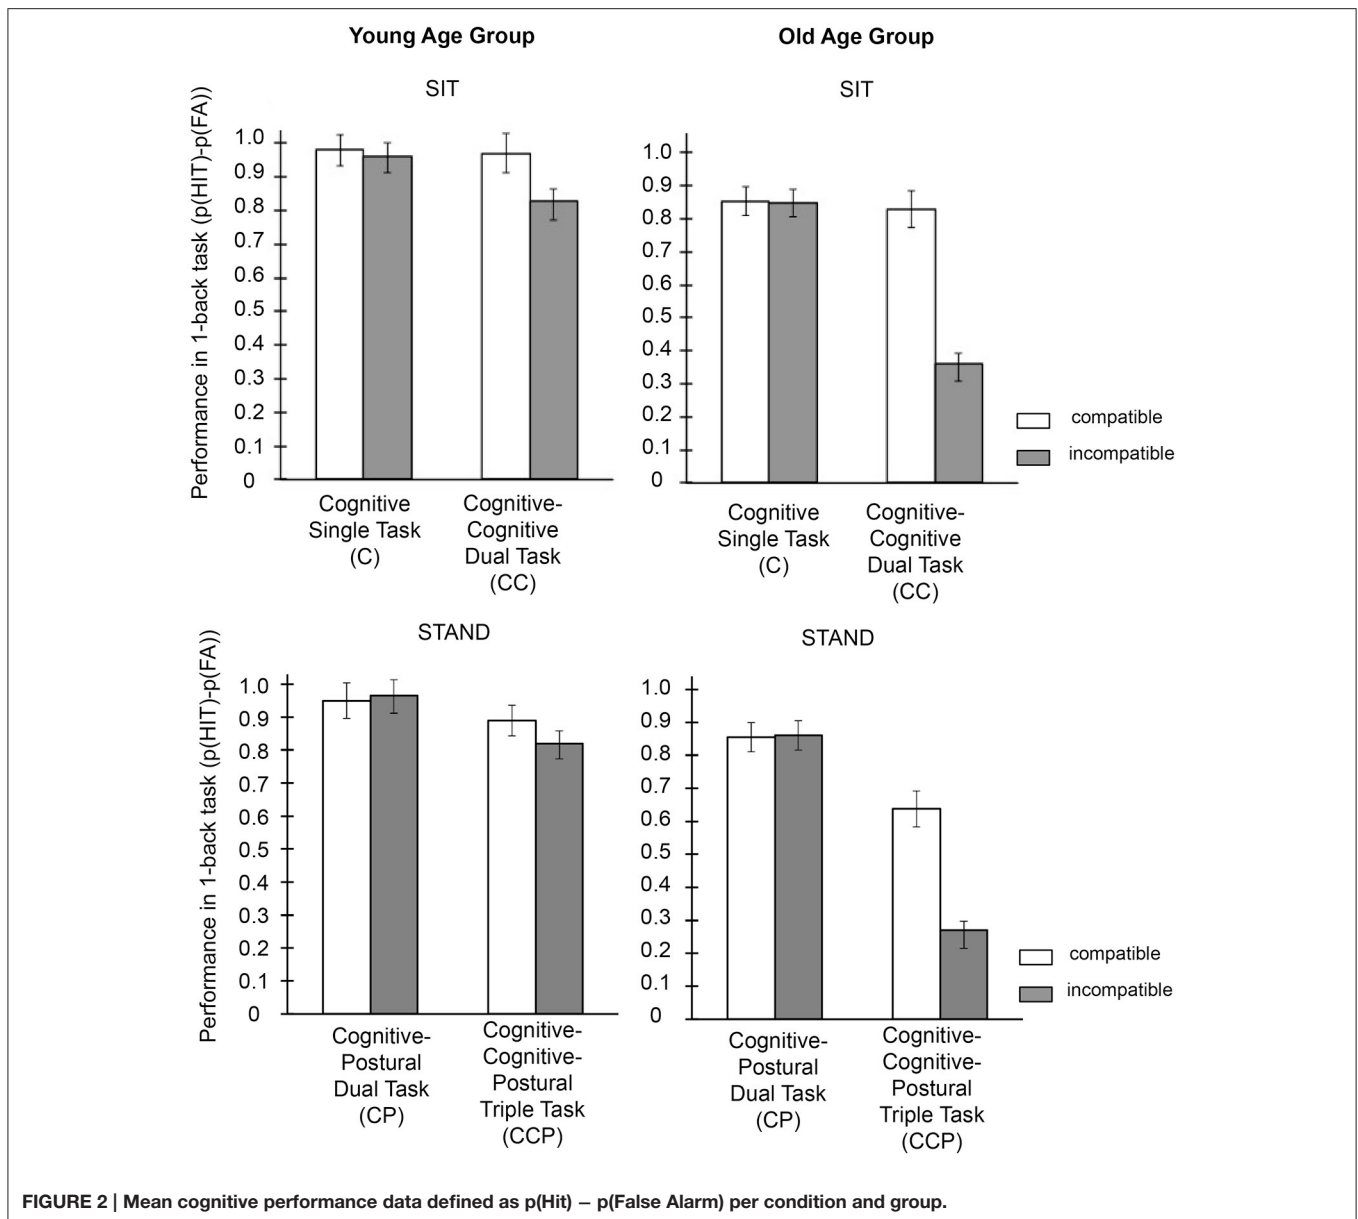 Young Age Group
Old Age Group
SIT
SIT
Performance in 1-back task (p(HIT)-p(FA))
1.0
0.9
0.8
0.7
0.6
0.5
0.4
0.3
0.2
0.1
0
Cognitive
Single Task
(C)
Cognitive-
Cognitive
Dual Task
(CC)
1.0
0.9
0.8
0.7
0.6
0.5
0.4
0.3
0.2
0.1
0
Cognitive
Single Task
(C)
Cognitive-
Cognitive
Dual Task
(CC)
compatible
incompatible
STAND
STAND
Performance in 1-back task (p(HIT)-p(FA))
1.0
0.9
0.8
0.7
0.6
0.5
0.4
0.3
0.2
0.1
0
Cognitive-
Postural
Dual Task
(CP)
Cognitive-
Cognitive-
Postural
Triple Task
(CCP)
1.0
0.9
0.8
0.7
0.6
0.5
0.4
0.3
0.2
0.1
0
Cognitive-
Postural
Dual Task
(CP)
Cognitive-
Cognitive-
Postural
Triple Task
(CCP)
compatible
incompatible
FIGURE 2 | Mean cognitive performance data defined as p(Hit) − p(False Alarm) per condition and group.